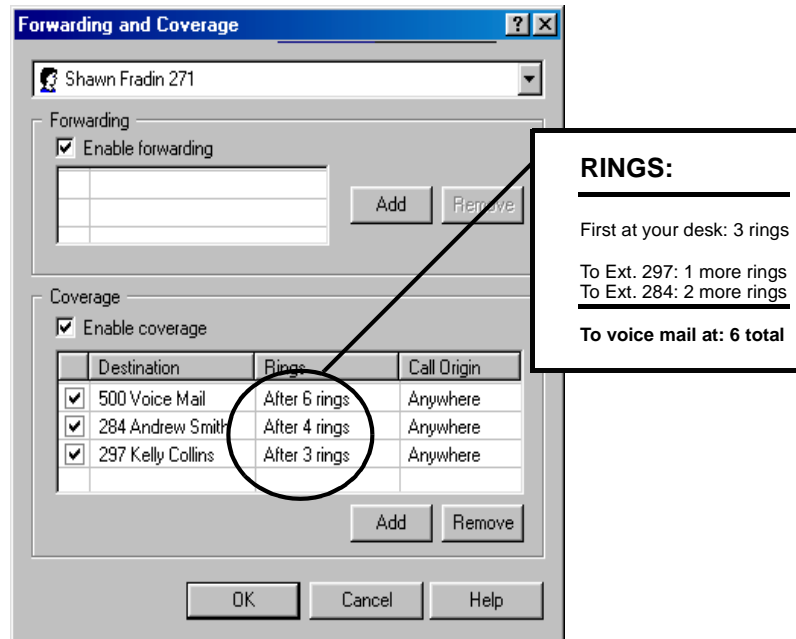 Forwarding and Coverage
Shawn Fradin 271
Forwarding
Enable forwarding
Add
Remove
Coverage
Enable coverage
Destination Rings Call Origin
500 Voice Mail After 6 rings Anywhere
284 Andrew Smith After 4 rings Anywhere
297 Kelly Collins After 3 rings Anywhere
Add
Remove
OK
Cancel
Help
RINGS:
First at your desk: 3 rings
To Ext. 297: 1 more rings
To Ext. 284: 2 more rings
To voice mail at: 6 total